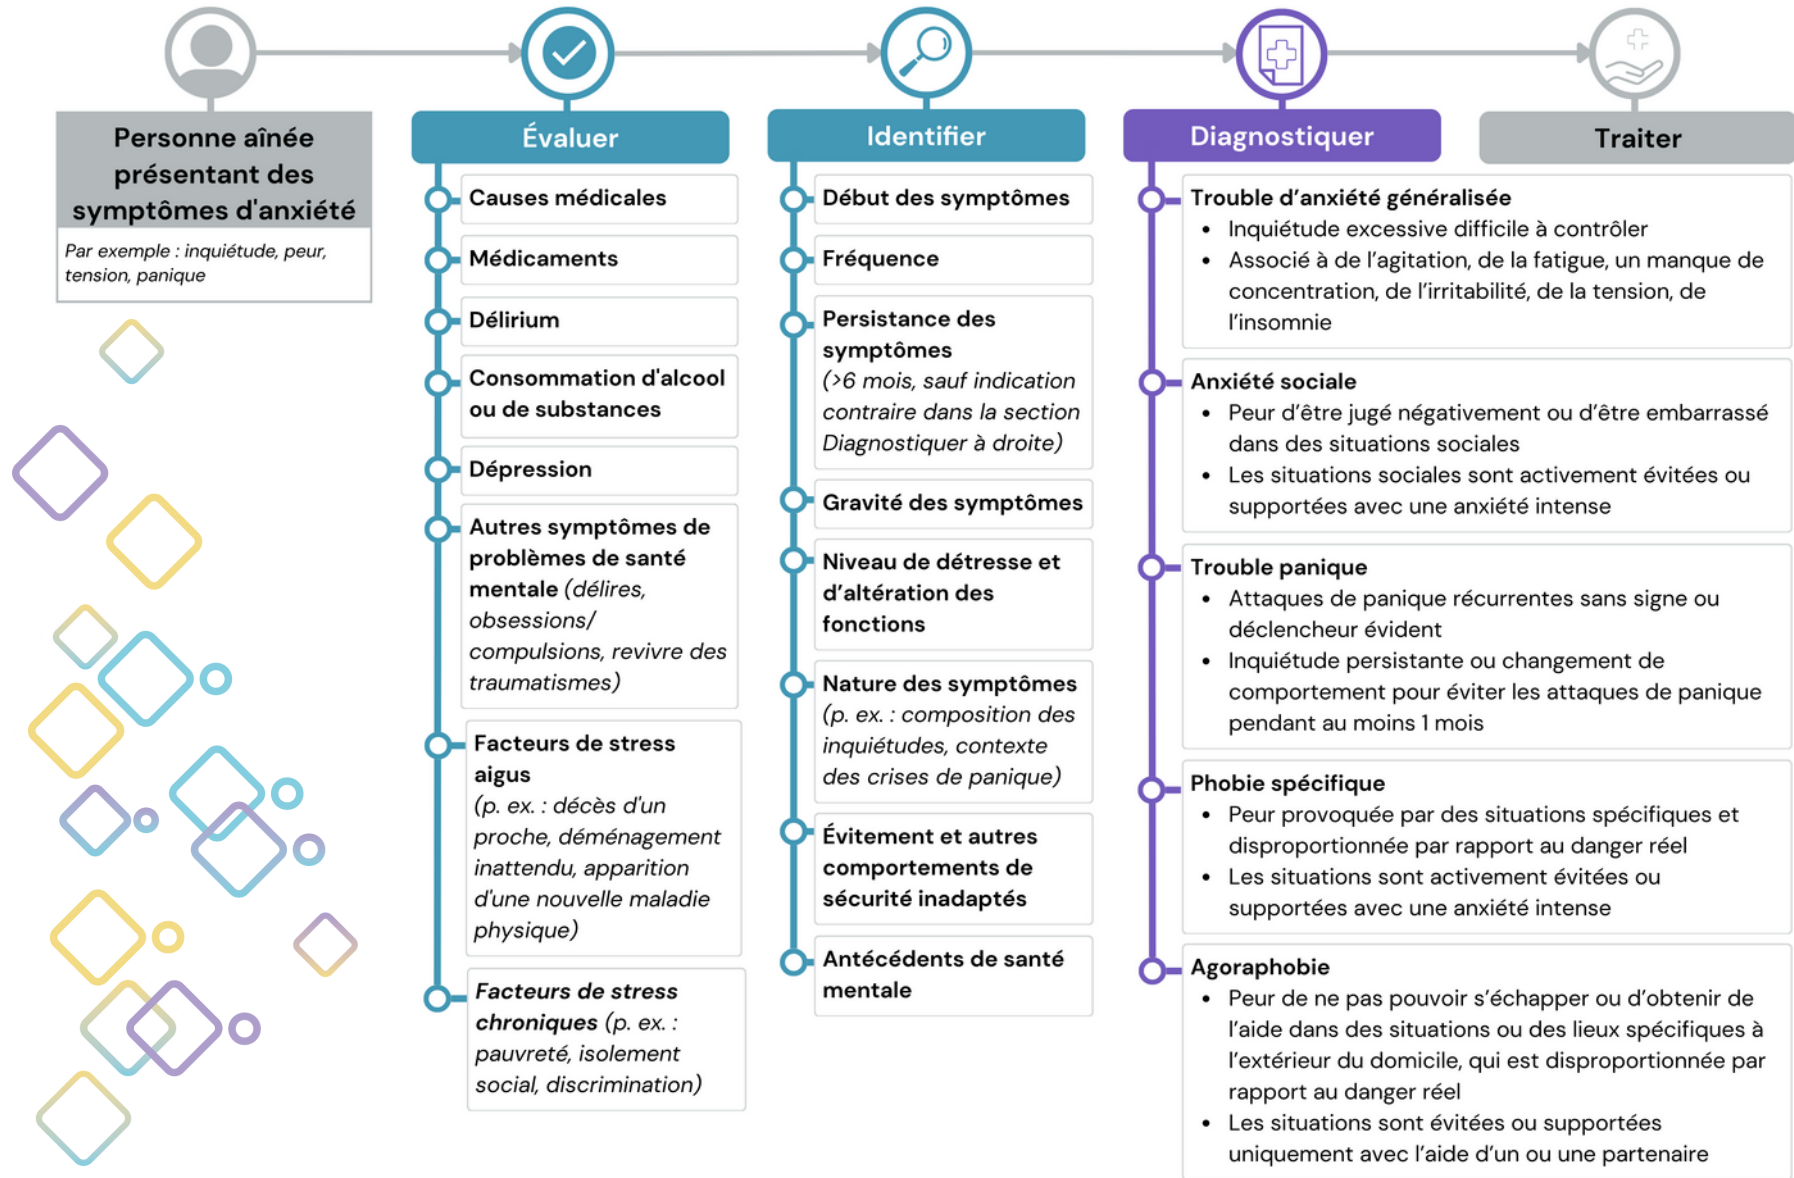 Personne aînée
présentant des
symptômes d'anxiété
Par exemple : inquiétude, peur,
tension, panique
Évaluer
Causes médicales
Médicaments
Délirium
Consommation d'alcool
ou de substances
Dépression
Autres symptômes de
problèmes de santé
mentale (délires,
obsessions/
compulsions, revivre des
traumatismes)
Facteurs de stress
aigus
(p. ex. : décès d'un
proche, déménagement
inattendu, apparition
d'une nouvelle maladie
physique)
Facteurs de stress
chroniques (p. ex. :
pauvreté, isolement
social, discrimination)
Identifier
Début des symptômes
Fréquence
Persistance des
symptômes
(>6 mois, sauf indication
contraire dans la section
Diagnostiquer à droite)
Gravité des symptômes
Niveau de détresse et
d’altération des
fonctions
Nature des symptômes
(p. ex. : composition des
inquiétudes, contexte
des crises de panique)
Évitement et autres
comportements de
sécurité inadaptés
Antécédents de santé
mentale
Diagnostiquer
Traiter
Trouble d’anxiété généralisée
• Inquiétude excessive difficile à contrôler
• Associé à de l’agitation, de la fatigue, un manque de
concentration, de l’irritabilité, de la tension, de
l’insomnie
Anxiété sociale
• Peur d’être jugé négativement ou d’être embarrassé
dans des situations sociales
• Les situations sociales sont activement évitées ou
supportées avec une anxiété intense
Trouble panique
• Attaques de panique récurrentes sans signe ou
déclencheur évident
• Inquiétude persistante ou changement de
comportement pour éviter les attaques de panique
pendant au moins 1 mois
Phobie spécifique
• Peur provoquée par des situations spécifiques et
disproportionnée par rapport au danger réel
• Les situations sont activement évitées ou
supportées avec une anxiété intense
Agoraphobie
• Peur de ne pas pouvoir s’échapper ou d’obtenir de
l’aide dans des situations ou des lieux spécifiques à
l’extérieur du domicile, qui est disproportionnée par
rapport au danger réel
• Les situations sont évitées ou supportées
uniquement avec l’aide d’un ou une partenaire